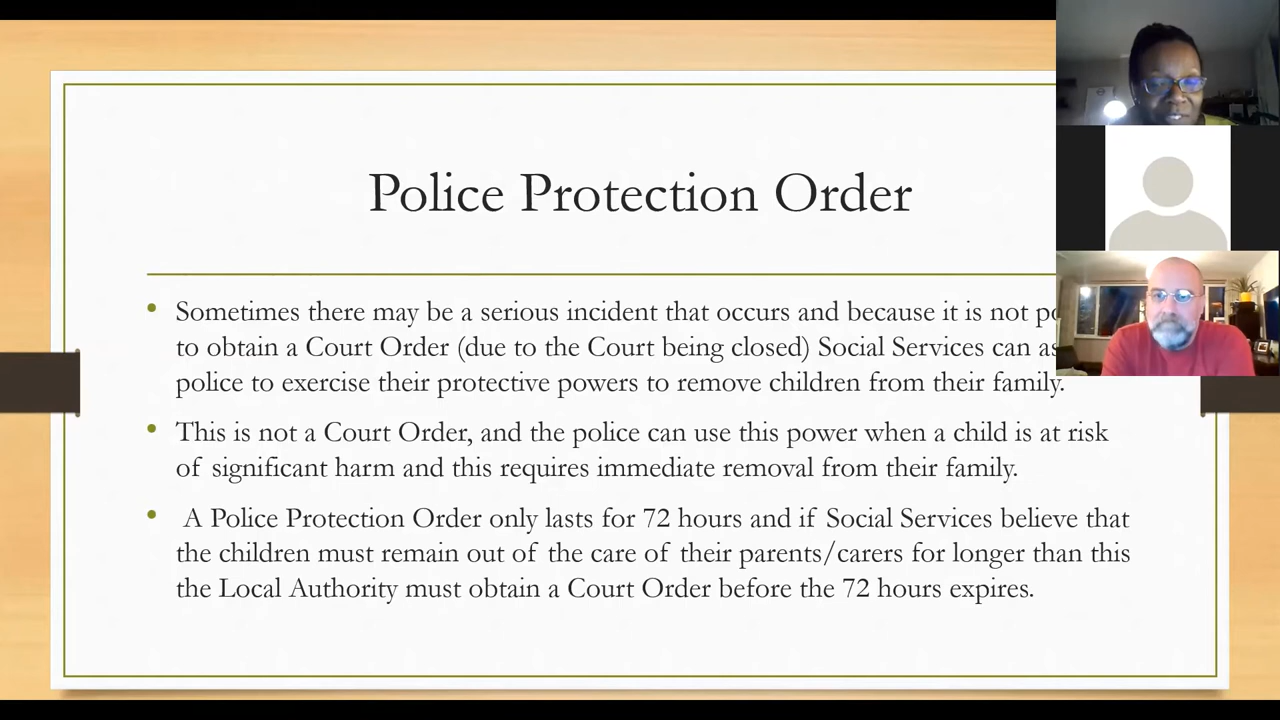 Police Protection Order
• Sometimes there may be a serious incident that occurs and because it is not
to obtain a Court Order (due to the Court being closed) Social Services can
police to exercise their protective powers to remove children from their family.
• This is not a Court Order, and the police can use this power when a child is at risk
of significant harm and this requires immediate removal from their family.
• A Police Protection Order only lasts for 72 hours and if Social Services believe that
the children must remain out of the care of their parents/carers for longer than this
the Local Authority must obtain a Court Order before the 72 hours expires.